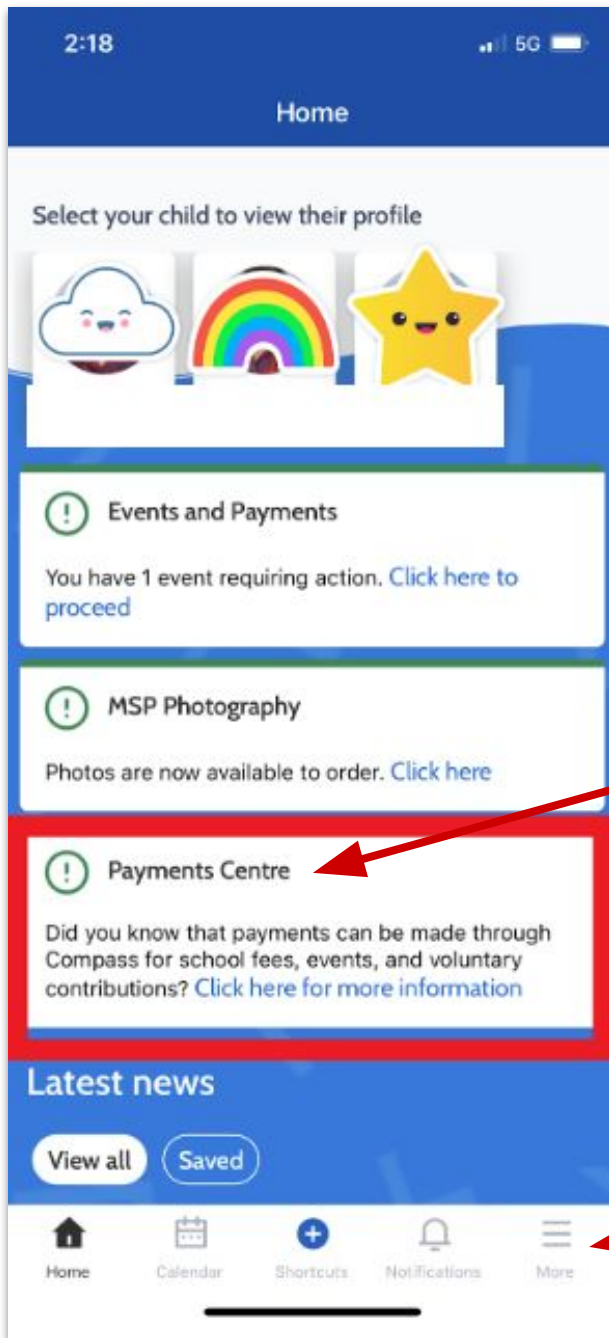 2:18
5G
Home
Select your child to view their profile
Events and Payments
You have 1 event requiring action. Click here to
proceed
MSP Photography
Photos are now available to order. Click here
Payments Centre
Did you know that payments can be made through
Compass for school fees, events, and voluntary
contributions? Click here for more information
Latest news
View all
Saved
Home
Calendar
Shortcuts
Notifications
More